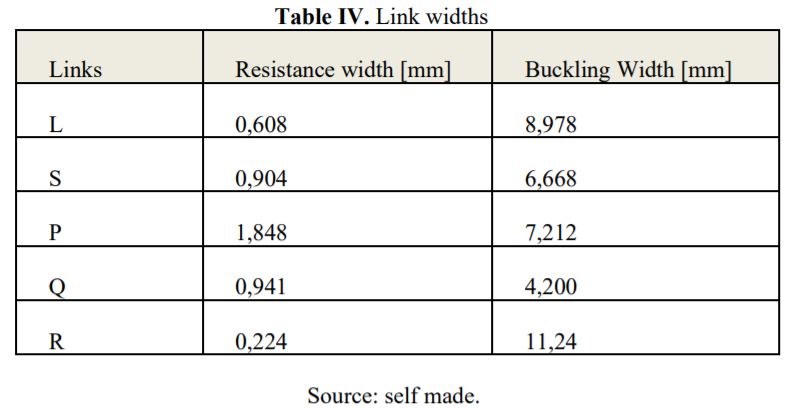 Table IV. Link widths
Links Resistance width [mm] Buckling Width [mm]
L 0,608 8,978
S 0,904 6,668
P 1,848 7,212
Q 0,941 4,200
R 0,224 11,24
Source: self made.